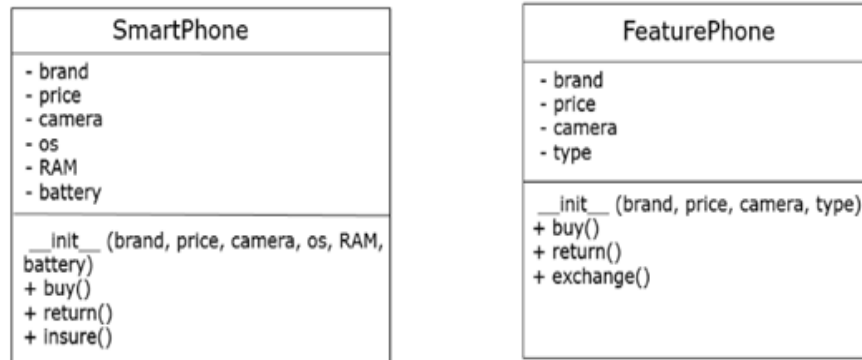 SmartPhone
- brand
- price
- camera
- os
- RAM
- battery
__init__ (brand, price, camera, os, RAM,
battery)
+ buy()
+ return()
+ insure()
FeaturePhone
- brand
- price
- camera
- type
__init__ (brand, price, camera, type)
+ buy()
+ return()
+ exchange()